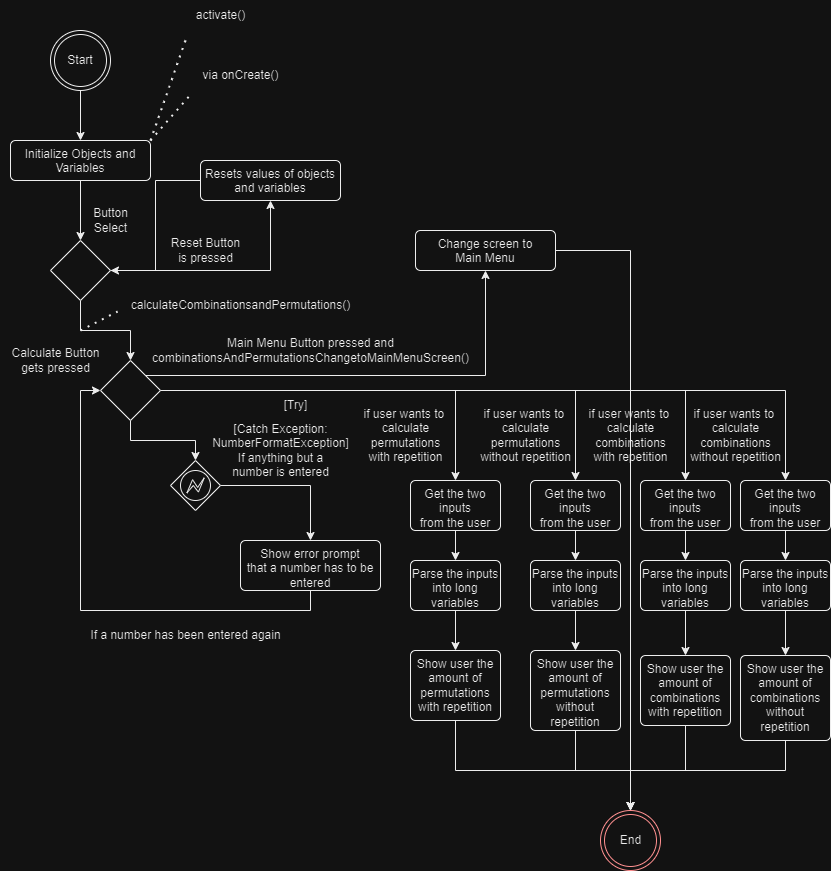 activate()
Start
via onCreate()
Initialize Objects and
Variables
Resets values of objects
and variables
Button
Select
Reset Button
is pressed
Change screen to
Main Menu
calculateCombinationsandPermutations()
Calculate Button
gets pressed
Main Menu Button pressed and
combinationsAndPermutationsChangetoMainMenuScreen()
[Try]
[Catch Exception:
NumberFormatException]
If anything but a
number is entered
if user wants to
calculate
permutations
with repetition
if user wants to
calculate
permutations
without repetition
if user wants to
calculate
combinations
with repetition
if user wants to
calculate
combinations
without repetition
Get the two
inputs
from the user
Get the two
inputs
from the user
Get the two
inputs
from the user
Get the two
inputs
from the user
Show error prompt
that a number has to be
entered
Parse the inputs
into long
variables
Parse the inputs
into long
variables
Parse the inputs
into long
variables
Parse the inputs
into long
variables
If a number has been entered again
Show user the
amount of
permutations
with repetition
Show user the
amount of
permutations
without
repetition
Show user the
amount of
combinations
with repetition
Show user the
amount of
combinations
without
repetition
End